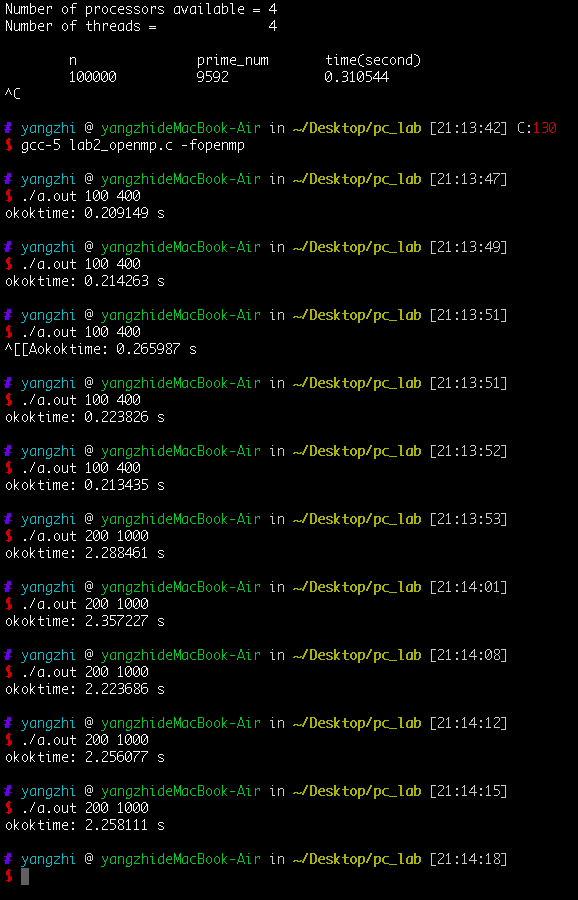 Number of processors available = 4
Number of threads =              4

        n               prime_num       time(second)
        100000          9592            0.310544
^C

# yangzhi @ yangzhideMacBook-Air in ~/Desktop/pc_lab [21:13:42] C:130
$ gcc-5 lab2_openmp.c -fopenmp

# yangzhi @ yangzhideMacBook-Air in ~/Desktop/pc_lab [21:13:47]
$ ./a.out 100 400
okoktime: 0.209149 s

# yangzhi @ yangzhideMacBook-Air in ~/Desktop/pc_lab [21:13:49]
$ ./a.out 100 400
okoktime: 0.214263 s

# yangzhi @ yangzhideMacBook-Air in ~/Desktop/pc_lab [21:13:51]
$ ./a.out 100 400
^[[Aokoktime: 0.265987 s

# yangzhi @ yangzhideMacBook-Air in ~/Desktop/pc_lab [21:13:51]
$ ./a.out 100 400
okoktime: 0.223826 s

# yangzhi @ yangzhideMacBook-Air in ~/Desktop/pc_lab [21:13:52]
$ ./a.out 100 400
okoktime: 0.213435 s

# yangzhi @ yangzhideMacBook-Air in ~/Desktop/pc_lab [21:13:53]
$ ./a.out 200 1000
okoktime: 2.288461 s

# yangzhi @ yangzhideMacBook-Air in ~/Desktop/pc_lab [21:14:01]
$ ./a.out 200 1000
okoktime: 2.357227 s

# yangzhi @ yangzhideMacBook-Air in ~/Desktop/pc_lab [21:14:08]
$ ./a.out 200 1000
okoktime: 2.223686 s

# yangzhi @ yangzhideMacBook-Air in ~/Desktop/pc_lab [21:14:12]
$ ./a.out 200 1000
okoktime: 2.256077 s

# yangzhi @ yangzhideMacBook-Air in ~/Desktop/pc_lab [21:14:15]
$ ./a.out 200 1000
okoktime: 2.258111 s

# yangzhi @ yangzhideMacBook-Air in ~/Desktop/pc_lab [21:14:18]
$